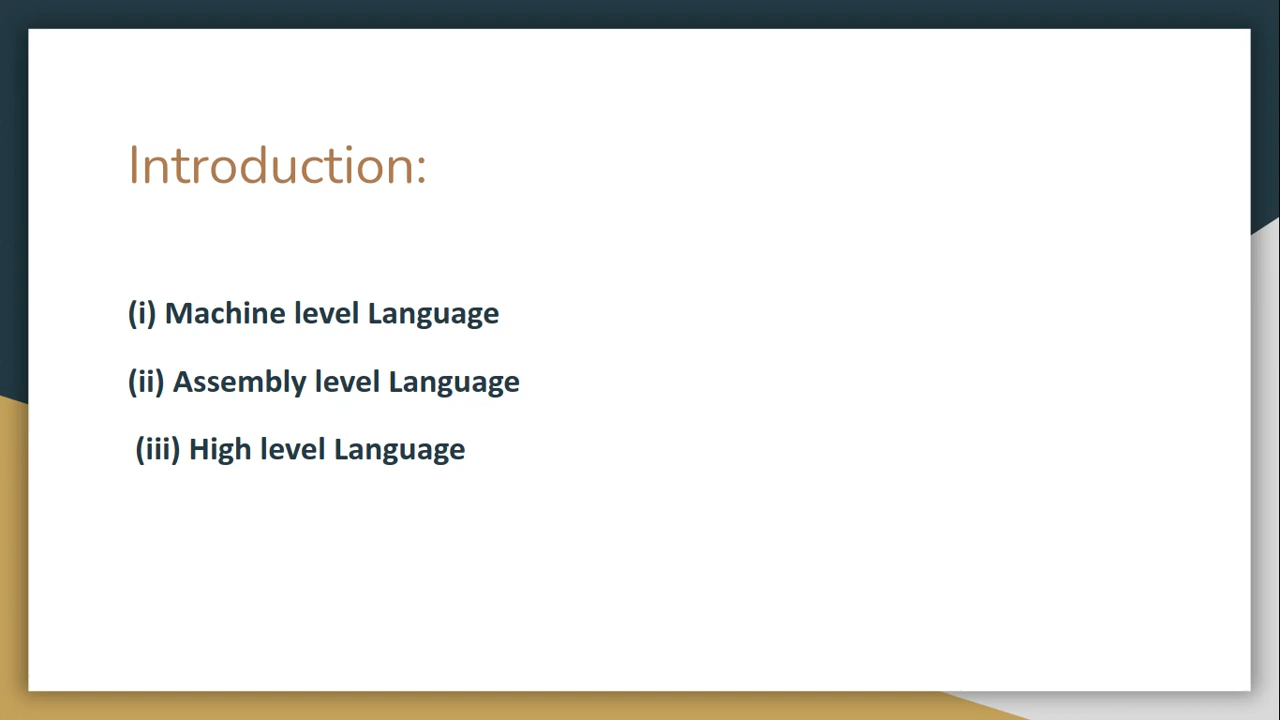 Introduction:
(i) Machine level Language
(ii) Assembly level Language
(iii) High level Language